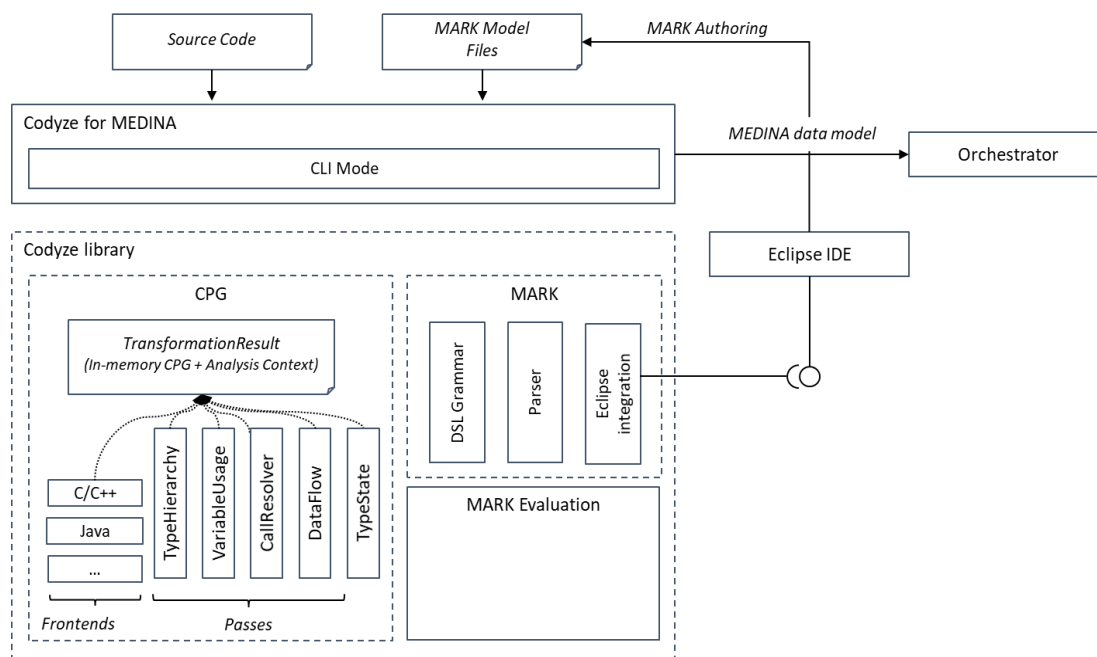 Source Code
MARK Model
Files
MARK Authoring
Codyze for MEDINA
CLI Mode
MEDINA data model
Orchestrator
Codyze library
Eclipse IDE
CPG
TransformationResult
(In-memory CPG + Analysis Context)
C/C++
Java
...
Frontends
TypeHierarchy
VariableUsage
CallResolver
DataFlow
TypeState
Passes
MARK
DSL Grammar
Parser
Eclipse
integration
MARK Evaluation